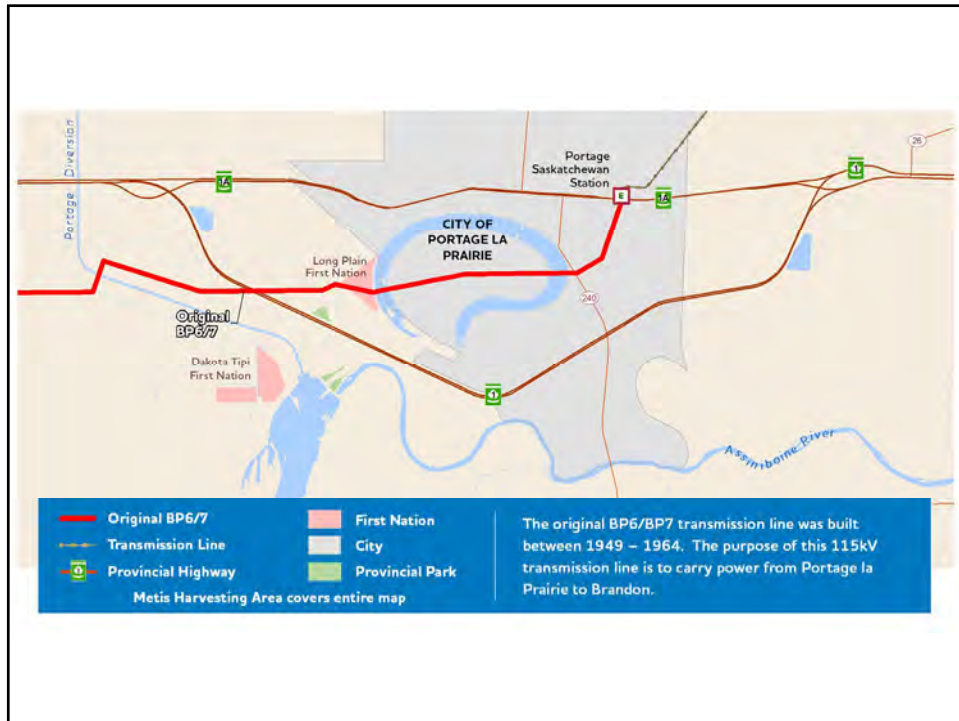 Portage Diversion
26
Portage
Saskatchewan
Station
1A
E
1A
1
CITY OF
PORTAGE LA
PRAIRIE
Long Plain
First Nation
240
Original
BP6/7
Dakota Tipi
First Nation
1
Assiniboine River
Original BP6/7
Transmission Line
1
Provincial Highway
Metis Harvesting Area covers entire map
First Nation
City
Provincial Park
The original BP6/BP7 transmission line was built
between 1949 – 1964. The purpose of this 115kV
transmission line is to carry power from Portage la
Prairie to Brandon.